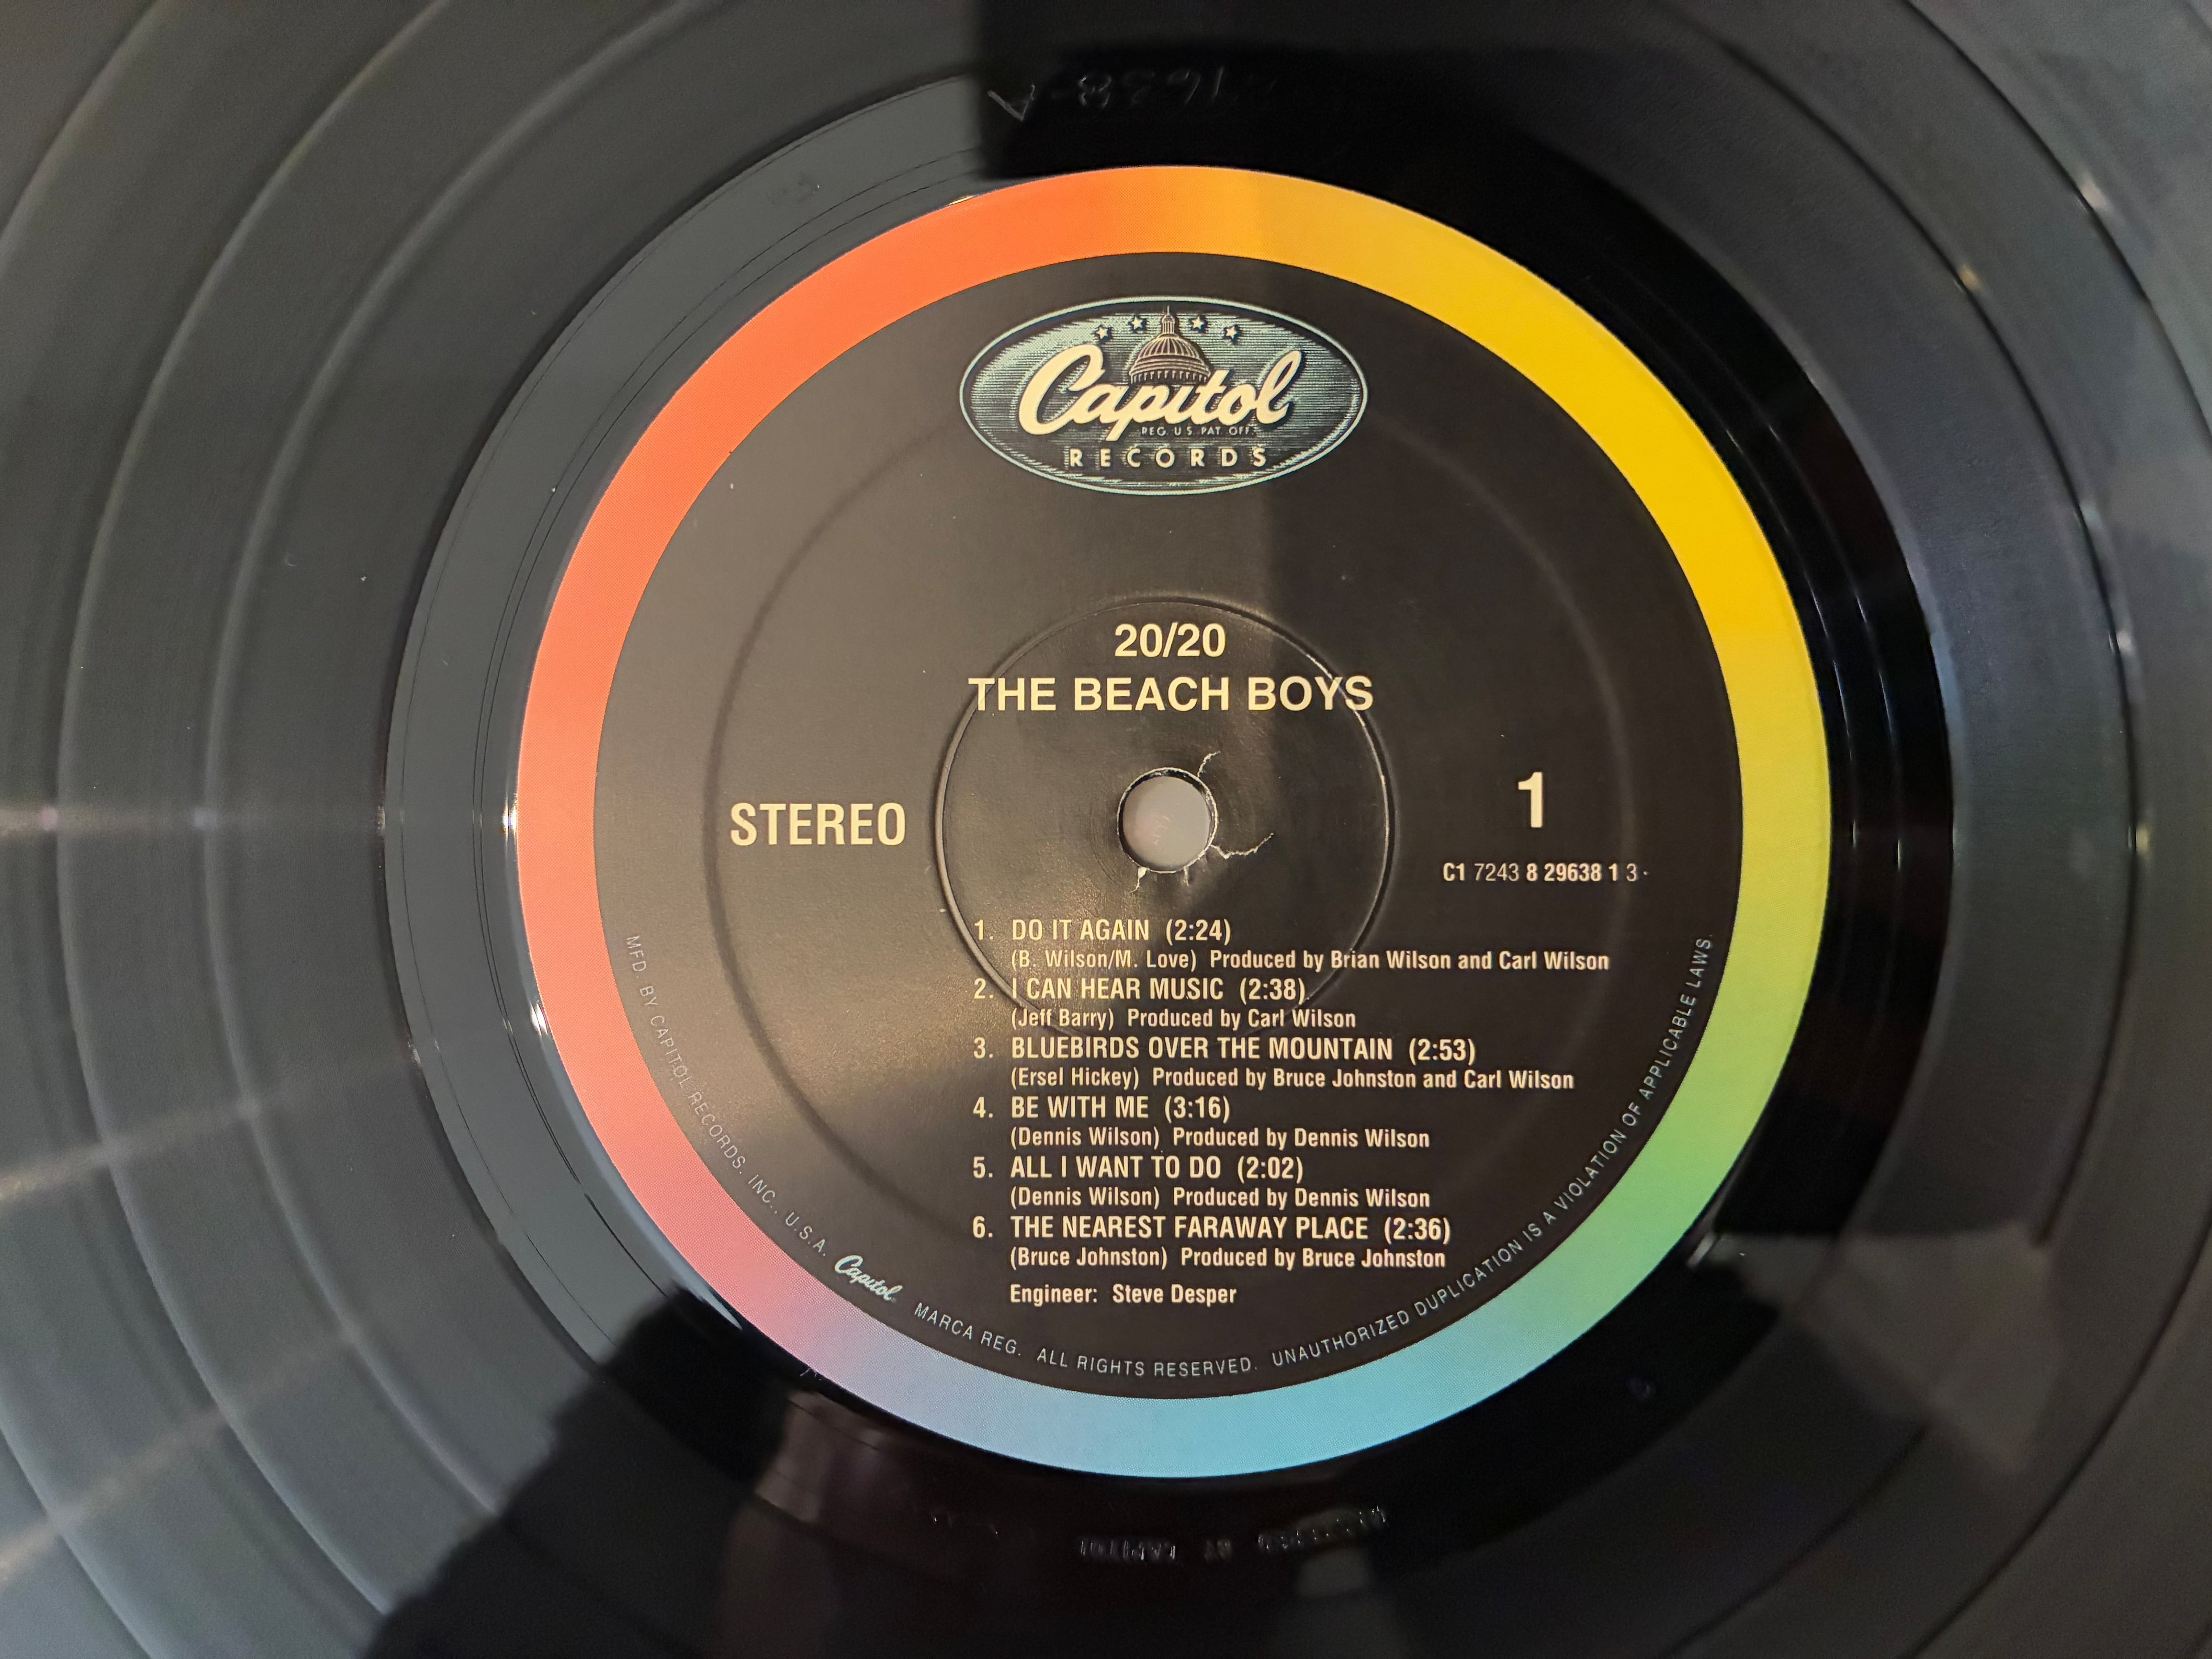 Capitol
REG. U.S. PAT. OFF.
RECORDS
20/20
THE BEACH BOYS
STEREO
1
C1 7243 8 29638 1 3
1. DO IT AGAIN (2:24)
(B. Wilson/M. Love) Produced by Brian Wilson and Carl Wilson
2. I CAN HEAR MUSIC (2:38)
(Jeff Barry) Produced by Carl Wilson
3. BLUEBIRDS OVER THE MOUNTAIN (2:53)
(Ersel Hickey) Produced by Bruce Johnston and Carl Wilson
4. BE WITH ME (3:16)
(Dennis Wilson) Produced by Dennis Wilson
5. ALL I WANT TO DO (2:02)
(Dennis Wilson) Produced by Dennis Wilson
6. THE NEAREST FARAWAY PLACE (2:36)
(Bruce Johnston) Produced by Bruce Johnston
Engineer: Steve Desper
MFD. BY CAPITOL RECORDS, INC., U.S.A. Capitol MARCA REG. ALL RIGHTS RESERVED. UNAUTHORIZED DUPLICATION IS A VIOLATION OF APPLICABLE LAWS.